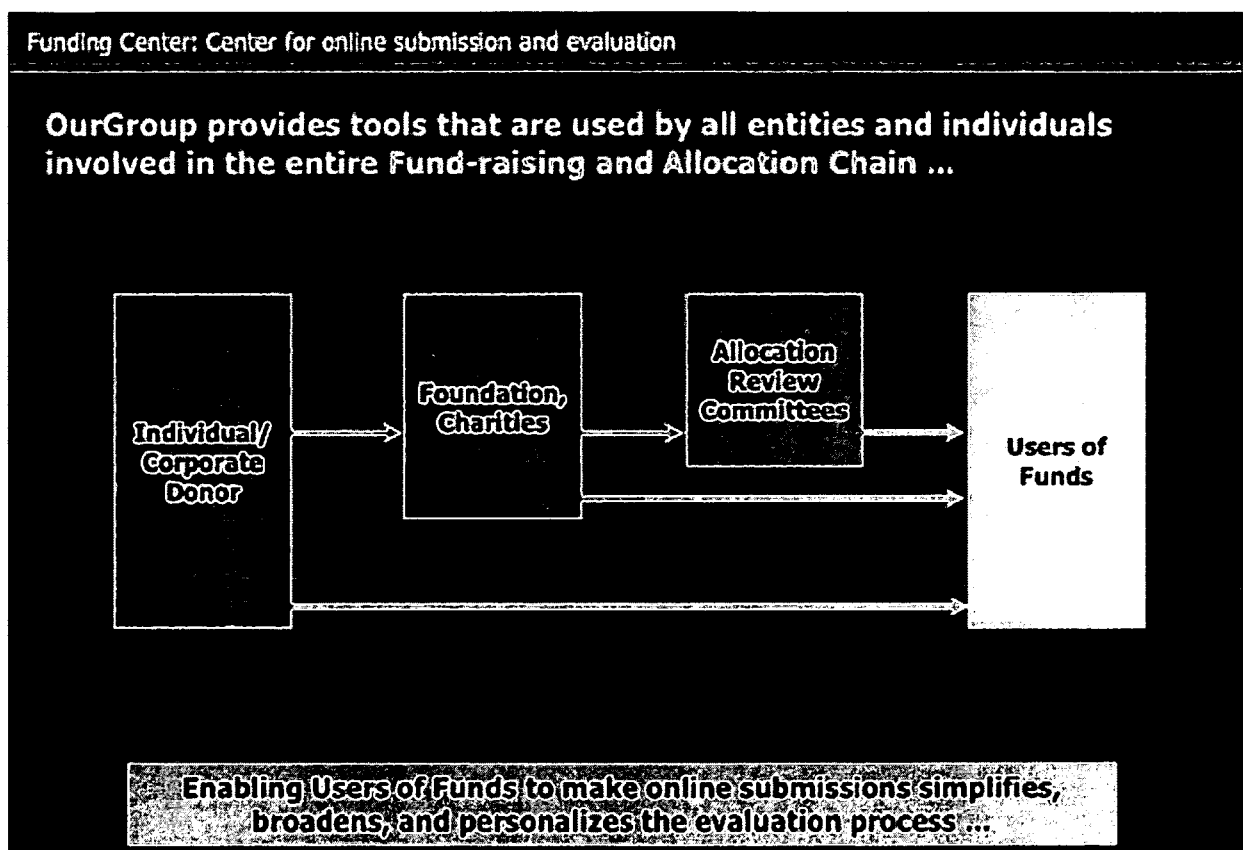 Funding Center: Center for online submission and evaluation
OurGroup provides tools that are used by all entities and individuals
involved in the entire Fund-raising and Allocation Chain ...
Individual/
Corporate
Donor
Foundation,
Charities
Allocation
Review
Committees
Users of
Funds
Enabling Users of Funds to make online submissions simplifies,
broadens, and personalizes the evaluation process ...